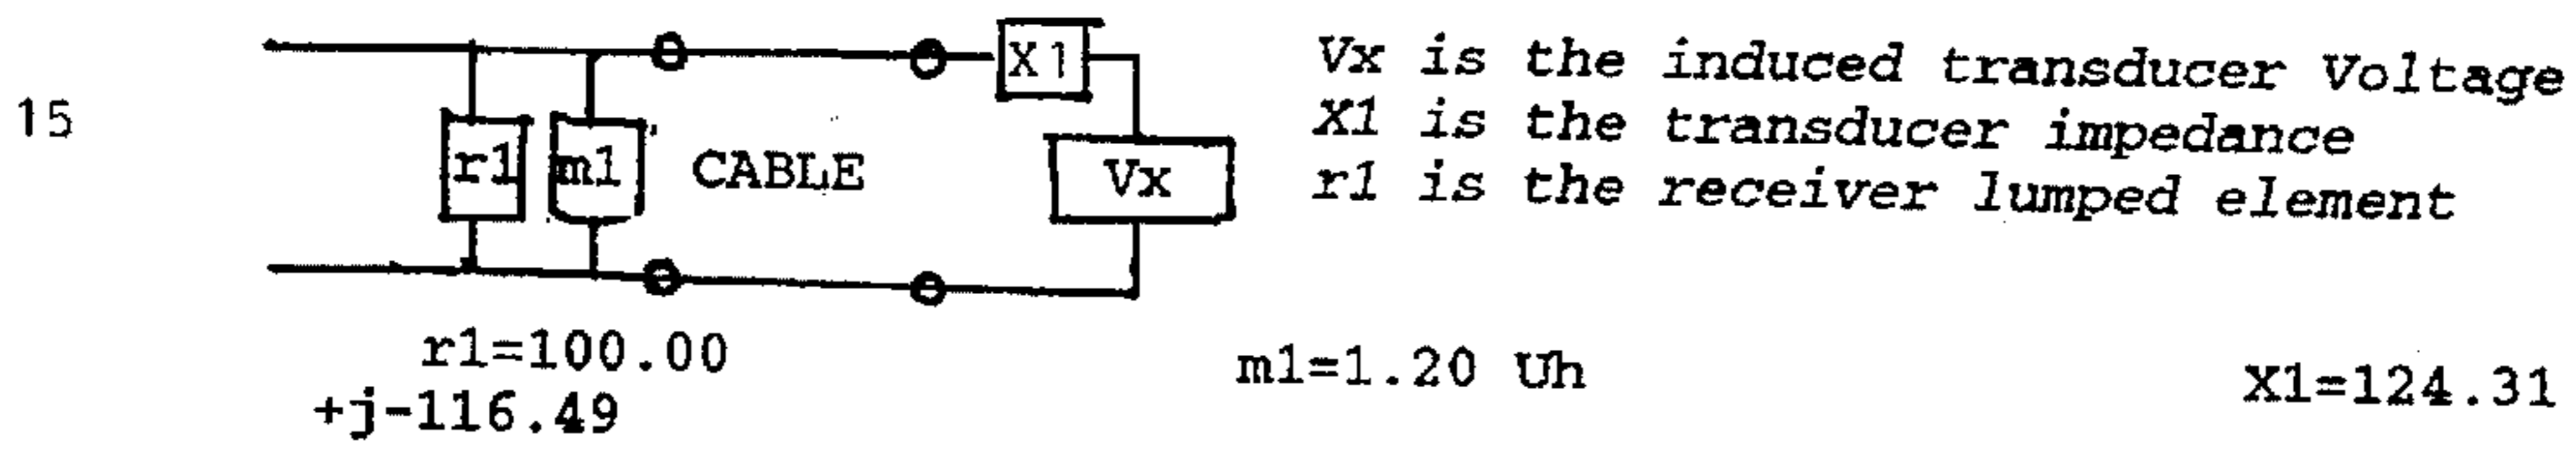 X1
Vx is the induced transducer Voltage
15
X1 is the transducer impedance
r1 m1 CABLE Vx
r1 is the receiver lumped element
r1=100.00 m1=1.20 Uh X1=124.31
+j-116.49